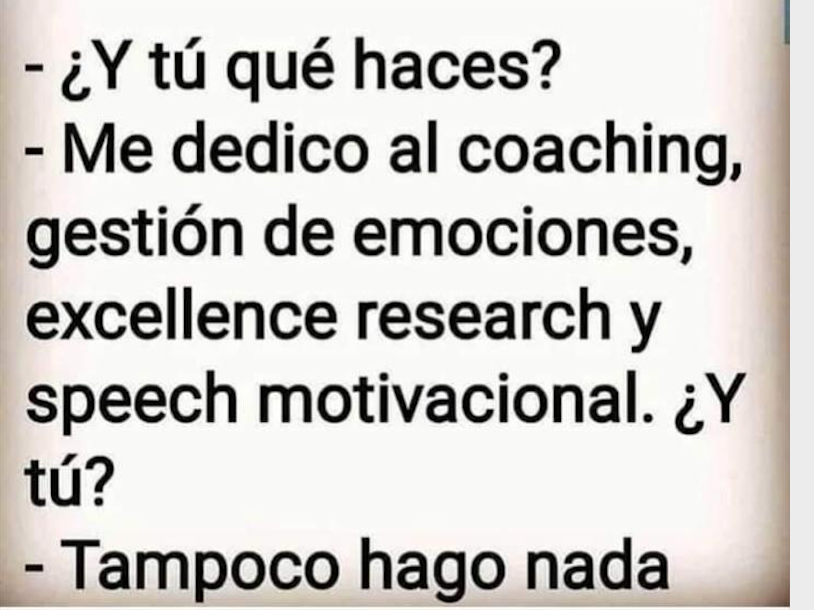 - ¿Y tú qué haces?
- Me dedico al coaching,
gestión de emociones,
excellence research y
speech motivacional. ¿Y
tú?
- Tampoco hago nada